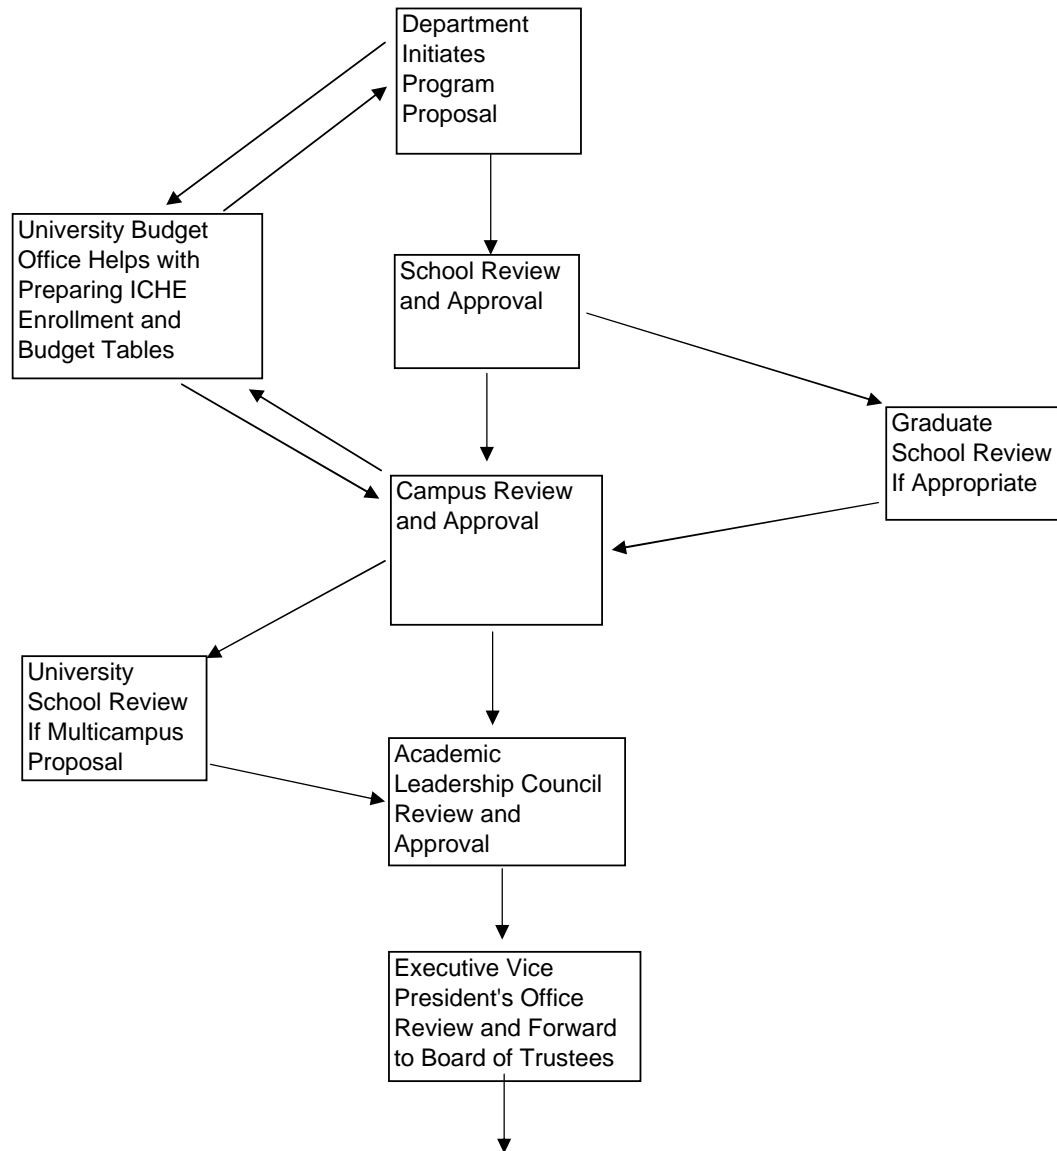 Department
Initiates
Program
Proposal
University Budget
Office Helps with
Preparing ICHE
Enrollment and
Budget Tables
School Review
and Approval
Graduate
School Review
If Appropriate
Campus Review
and Approval
University
School Review
If Multicampus
Proposal
Academic
Leadership Council
Review and
Approval
Executive Vice
President's Office
Review and Forward
to Board of Trustees